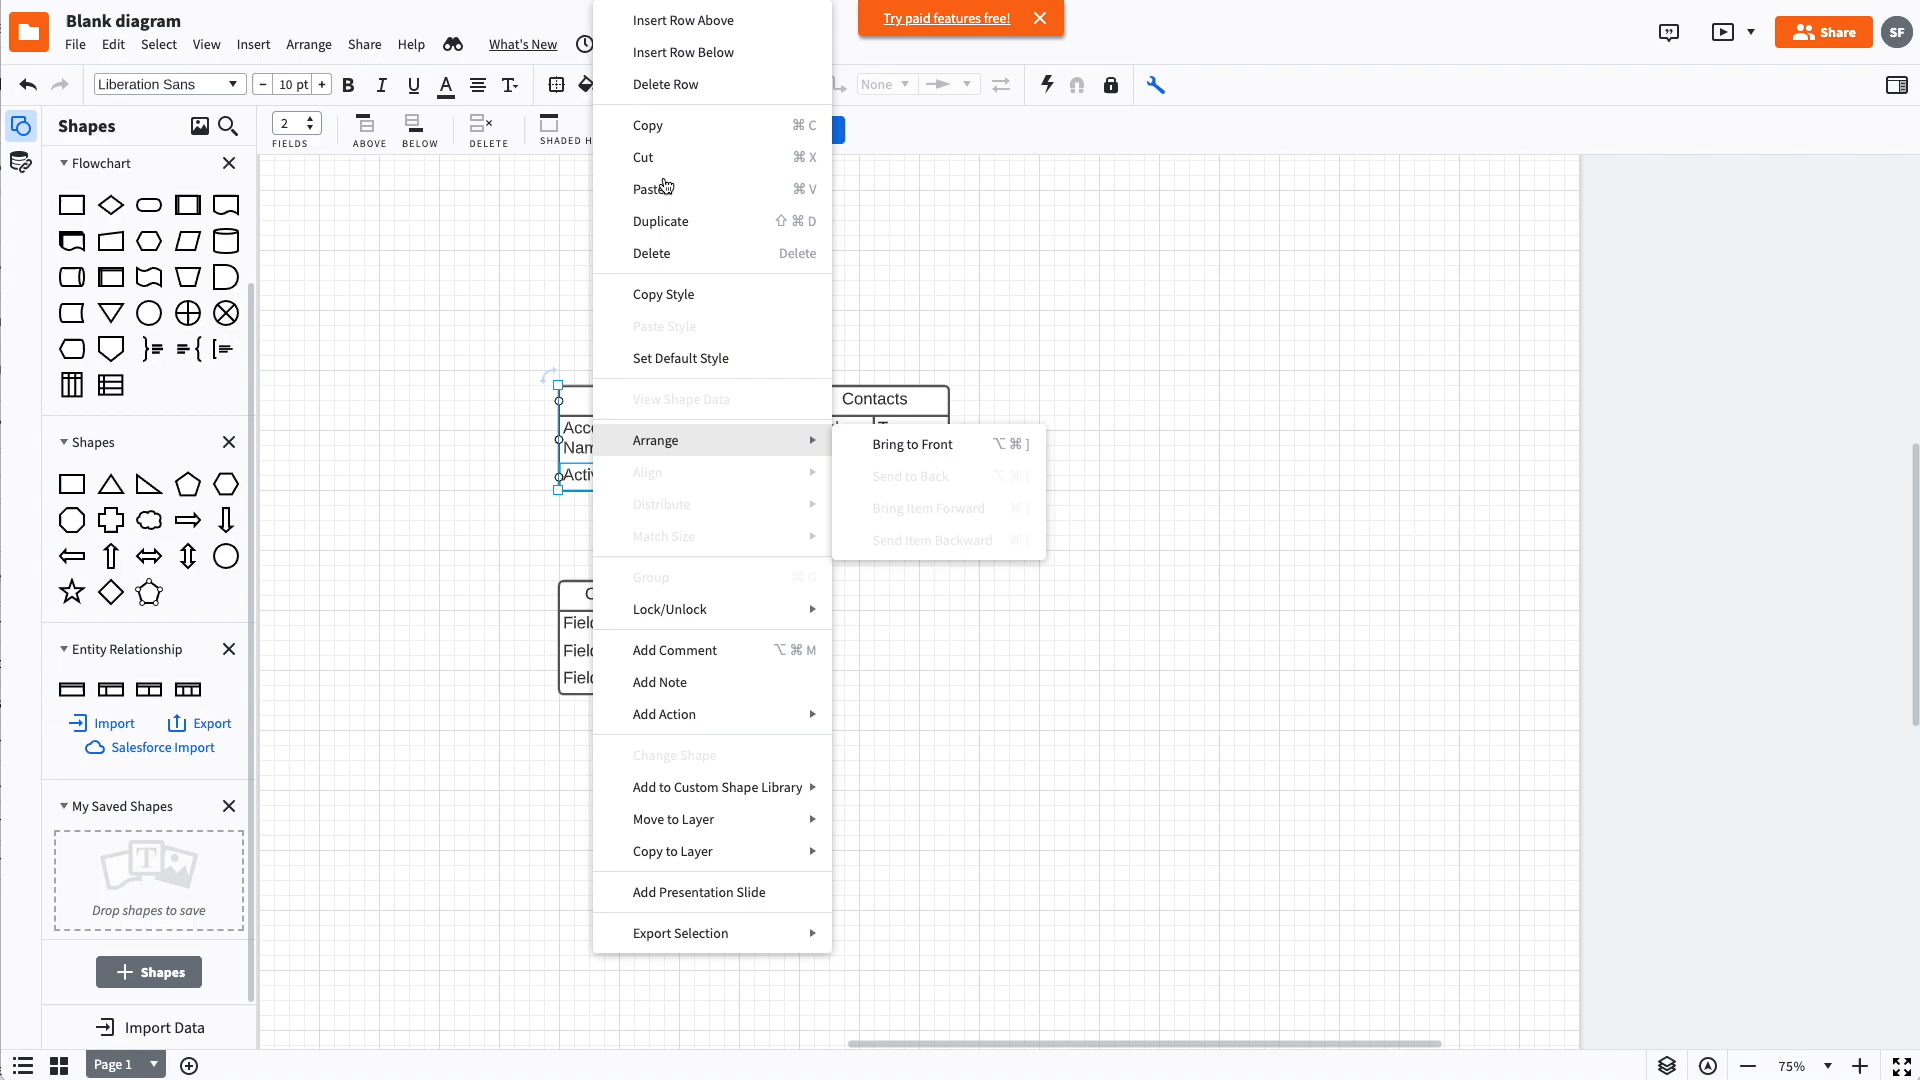 Blank diagram
Try paid features free!
File Edit Select View Insert Arrange Share Help What's New
Share
SF
Liberation Sans
10 pt
None
Shapes
2
FIELDS
ABOVE
BELOW
DELETE
SHADED H
Flowchart
Shapes
Entity Relationship
Import
Export
Salesforce Import
My Saved Shapes
T
Drop shapes to save
+ Shapes
Import Data
Page 1
75%
Insert Row Above
Insert Row Below
Delete Row
Copy ⌘ C
Cut ⌘ X
Paste ⌘ V
Duplicate ⇧ ⌘ D
Delete Delete
Copy Style
Paste Style
Set Default Style
View Shape Data
Arrange
Align
Distribute
Match Size
Group ⌘ G
Lock/Unlock
Add Comment ⌥ ⌘ M
Add Note
Add Action
Change Shape
Add to Custom Shape Library
Move to Layer
Copy to Layer
Add Presentation Slide
Export Selection
Bring to Front ⌥ ⌘ ]
Send to Back ⌥ ⌘ [
Bring Item Forward ⌘ ]
Send Item Backward ⌘ [
Contacts